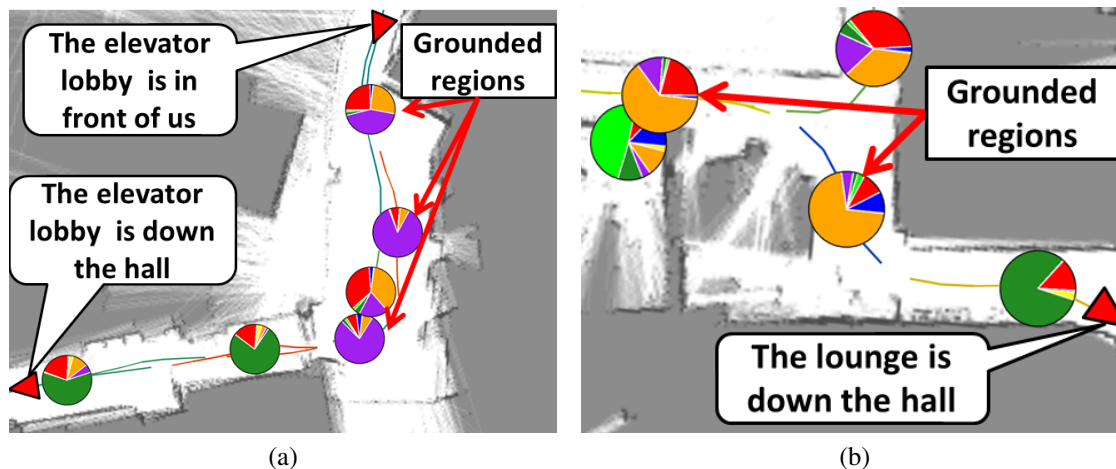 The elevator
lobby is in
front of us
Grounded
regions
The elevator
lobby is down
the hall
(a)
Grounded
regions
The lounge is
down the hall
(b)